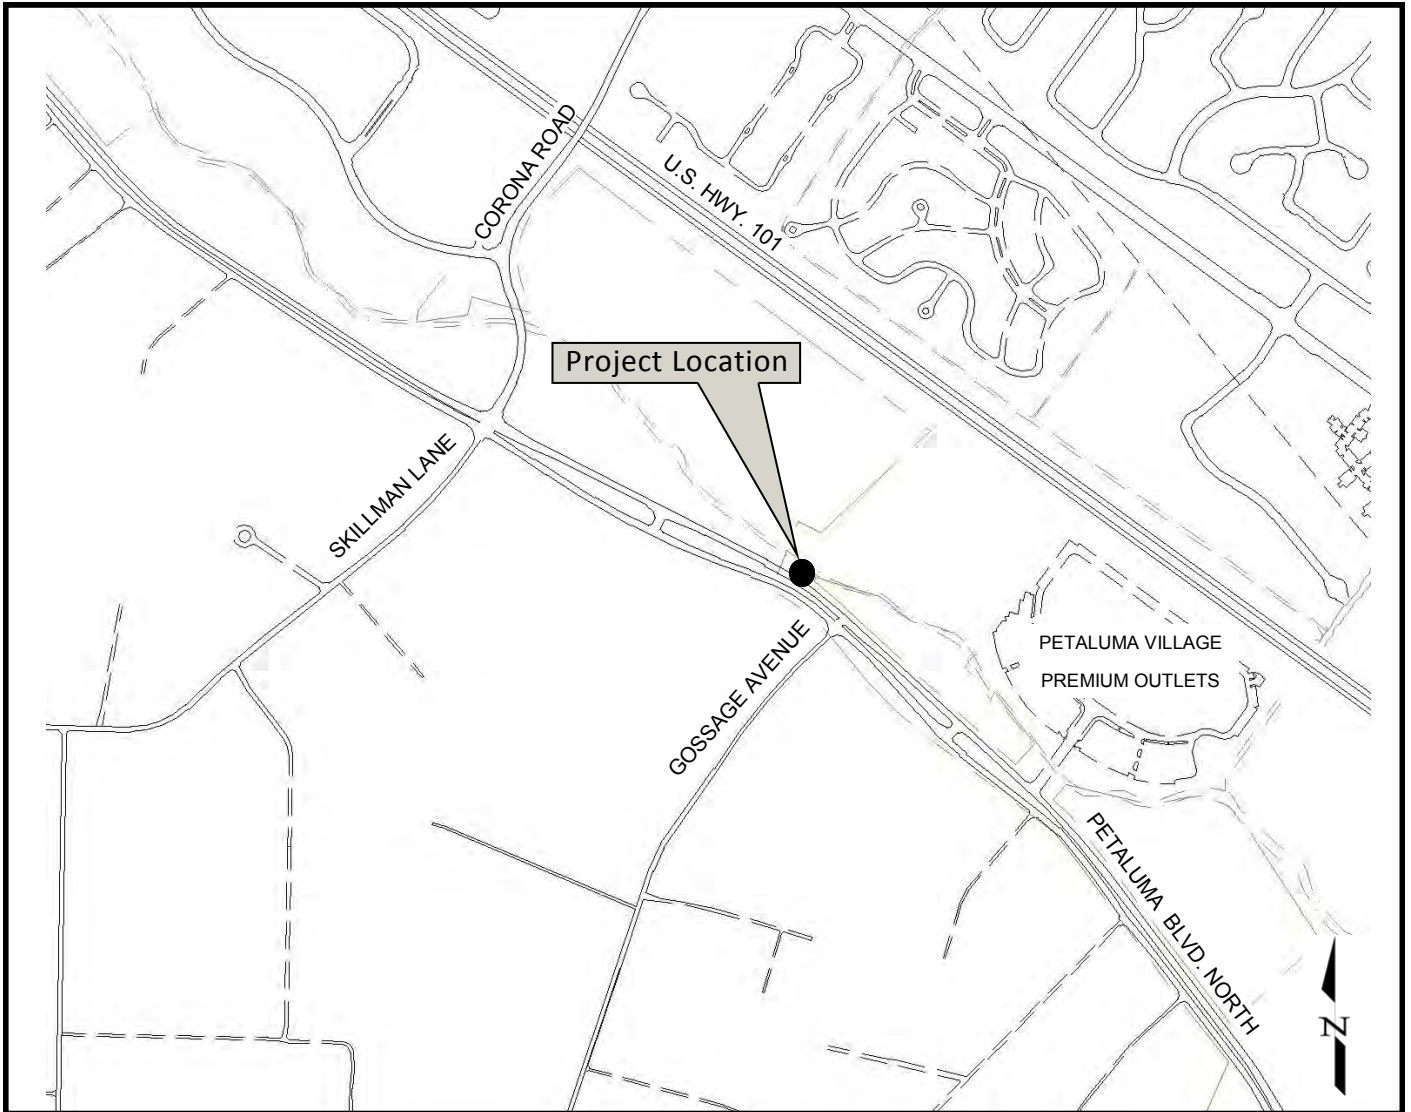 CORONA ROAD
U.S. HWY. 101
Project Location
SKILLMAN LANE
GOSSAGE AVENUE
PETALUMA VILLAGE
PREMIUM OUTLETS
PETALUMA BLVD. NORTH
N